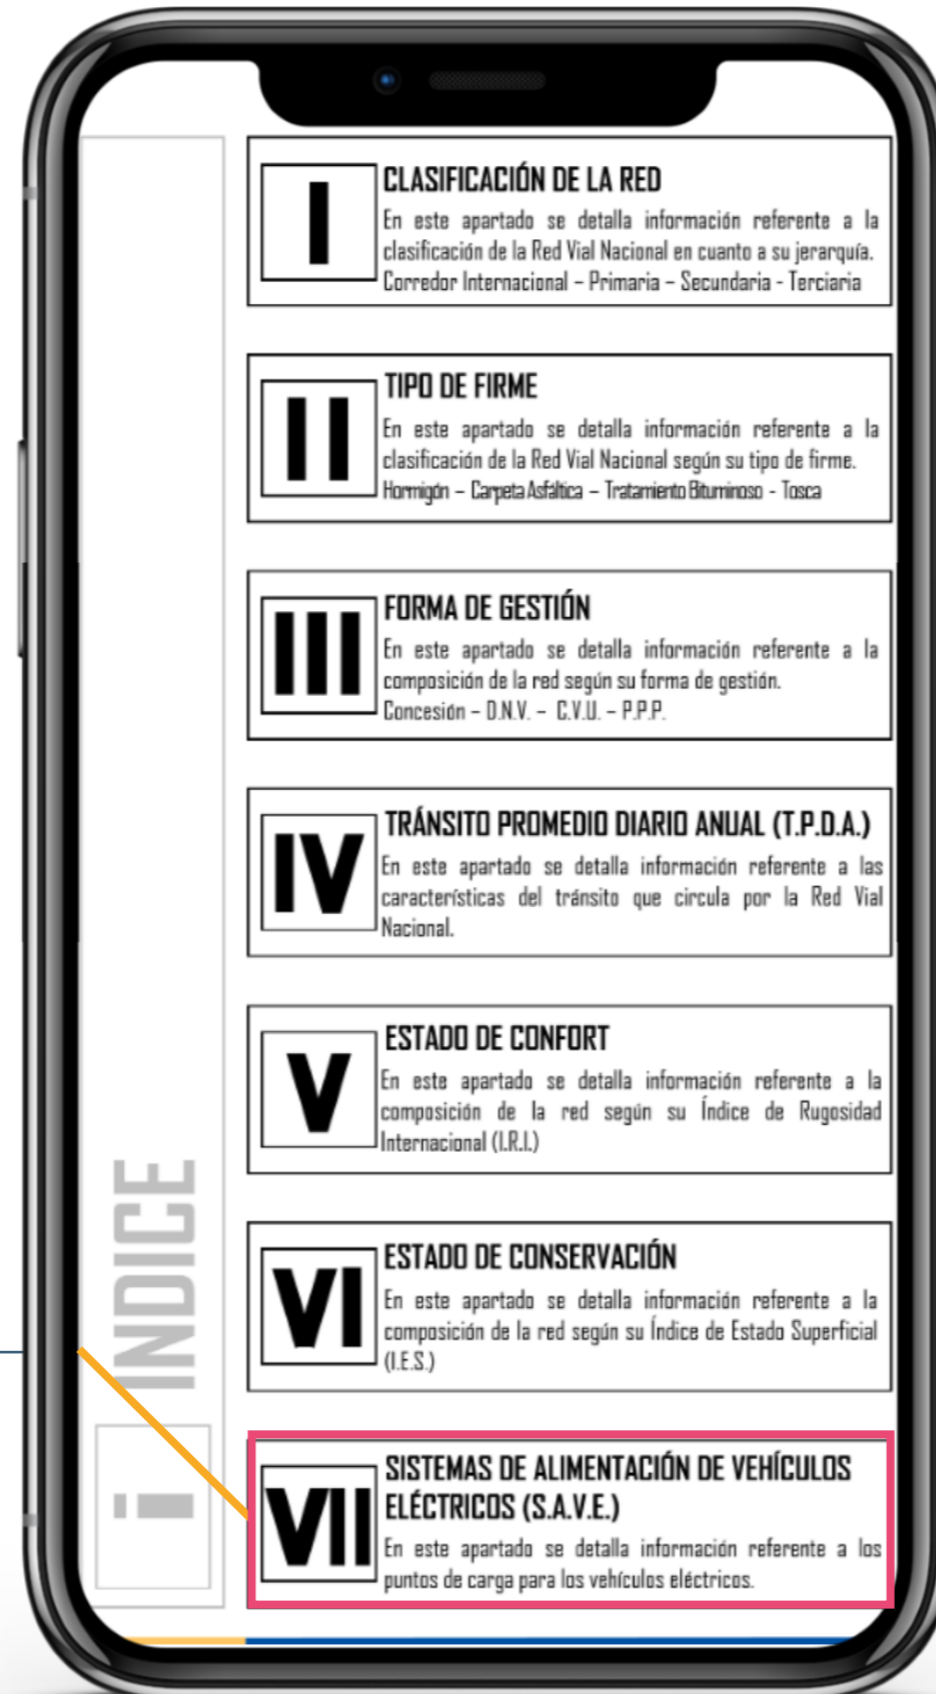 I
CLASIFICACIÓN DE LA RED
En este apartado se detalla información referente a la
clasificación de la Red Vial Nacional en cuanto a su jerarquía.
Corredor Internacional – Primaria – Secundaria - Terciaria
II
TIPO DE FIRME
En este apartado se detalla información referente a la
clasificación de la Red Vial Nacional según su tipo de firme.
Hormigón – Carpeta Asfáltica – Tratamiento Bituminoso - Tosca
III
FORMA DE GESTIÓN
En este apartado se detalla información referente a la
composición de la red según su forma de gestión.
Concesión – D.N.V. – C.V.U. – P.P.P.
IV
TRÁNSITO PROMEDIO DIARIO ANUAL (T.P.D.A.)
En este apartado se detalla información referente a las
características del tránsito que circula por la Red Vial
Nacional.
V
ESTADO DE CONFORT
En este apartado se detalla información referente a la
composición de la red según su Índice de Rugosidad
Internacional (I.R.I.)
VI
ESTADO DE CONSERVACIÓN
En este apartado se detalla información referente a la
composición de la red según su Índice de Estado Superficial
(I.E.S.)
VII
SISTEMAS DE ALIMENTACIÓN DE VEHÍCULOS
ELÉCTRICOS (S.A.V.E.)
En este apartado se detalla información referente a los
puntos de carga para los vehículos eléctricos.
i
INDICE